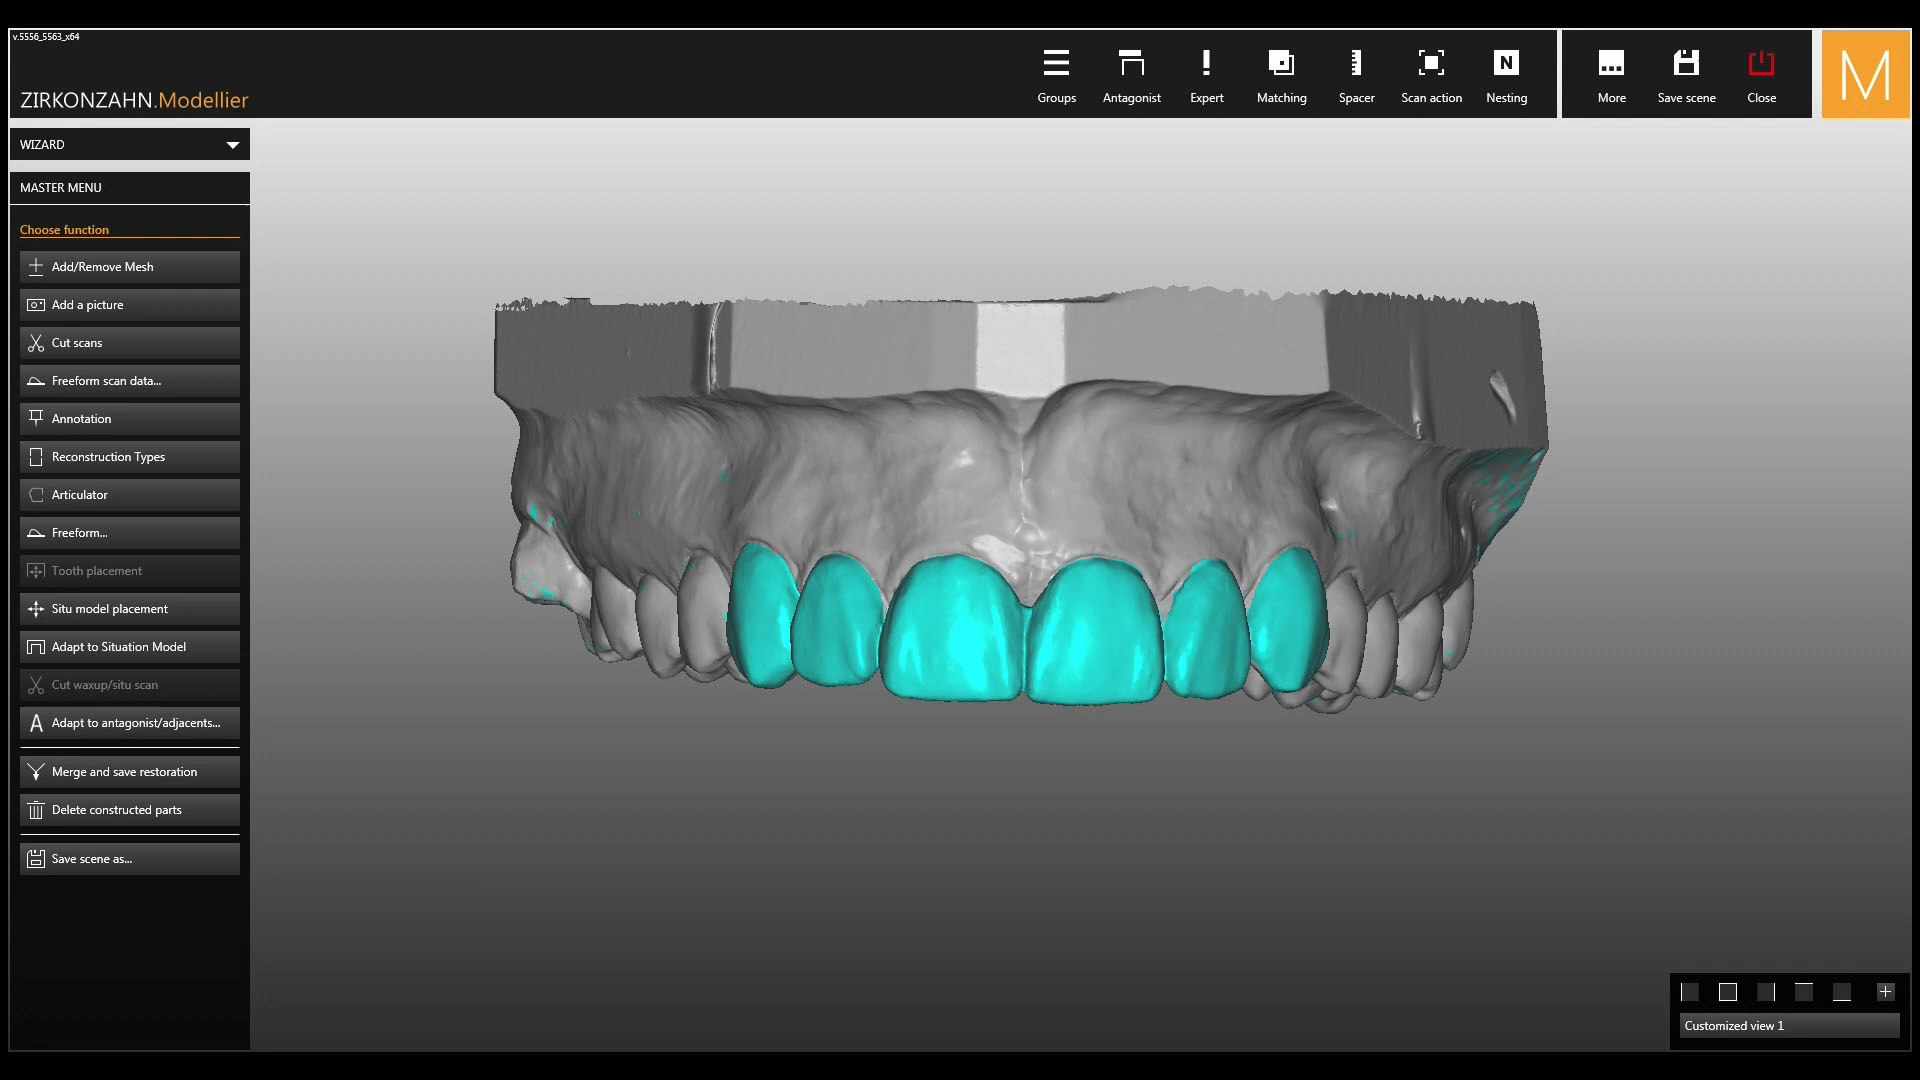 v.5556_5563_x64
ZIRKONZAHN.Modellier
Groups
Antagonist
Expert
Matching
Spacer
Scan action
N
Nesting
More
Save scene
Close
M
WIZARD
MASTER MENU
Choose function
Add/Remove Mesh
Add a picture
Cut scans
Freeform scan data...
Annotation
Reconstruction Types
Articulator
Freeform...
Tooth placement
Situ model placement
Adapt to Situation Model
Cut waxup/situ scan
A Adapt to antagonist/adjacents...
Merge and save restoration
Delete constructed parts
Save scene as...
Customized view 1